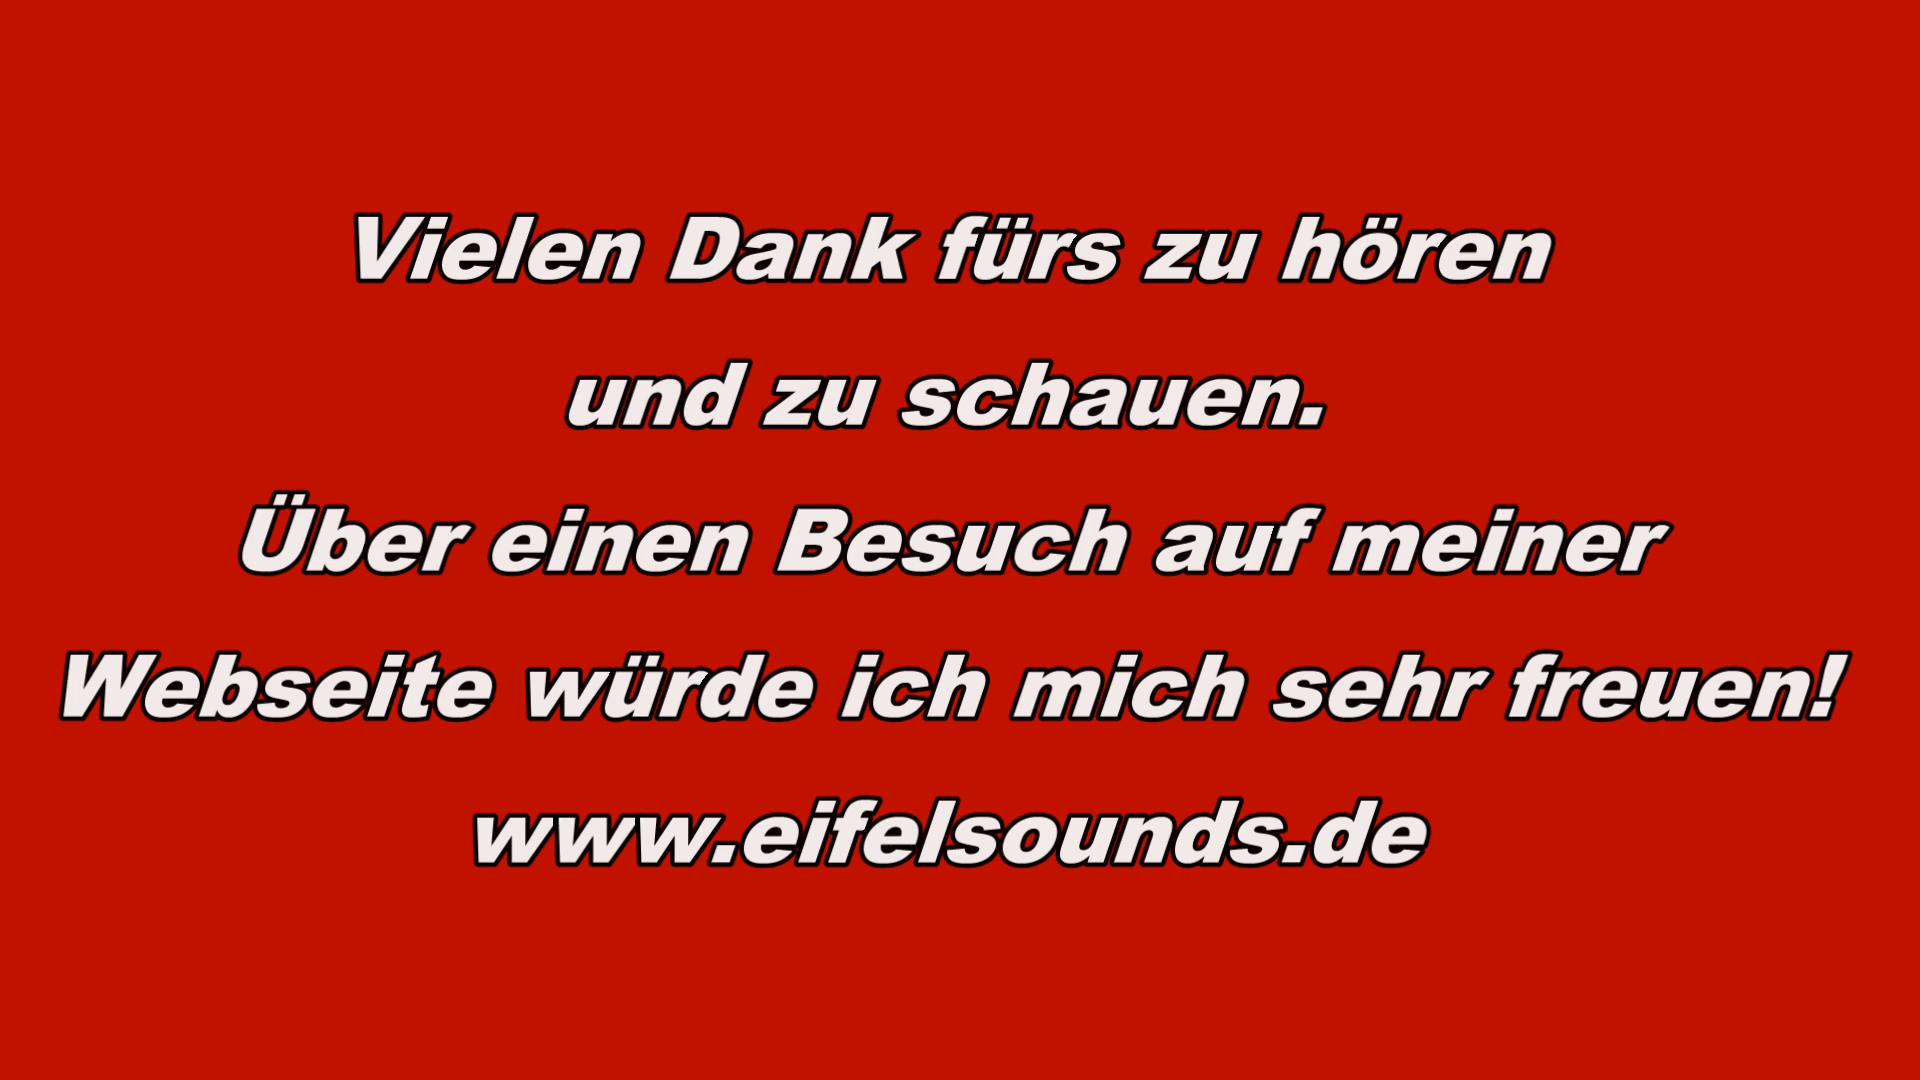 Vielen Dank fürs zu hören
und zu schauen.
Über einen Besuch auf meiner
Webseite würde ich mich sehr freuen!
www.eifelsounds.de